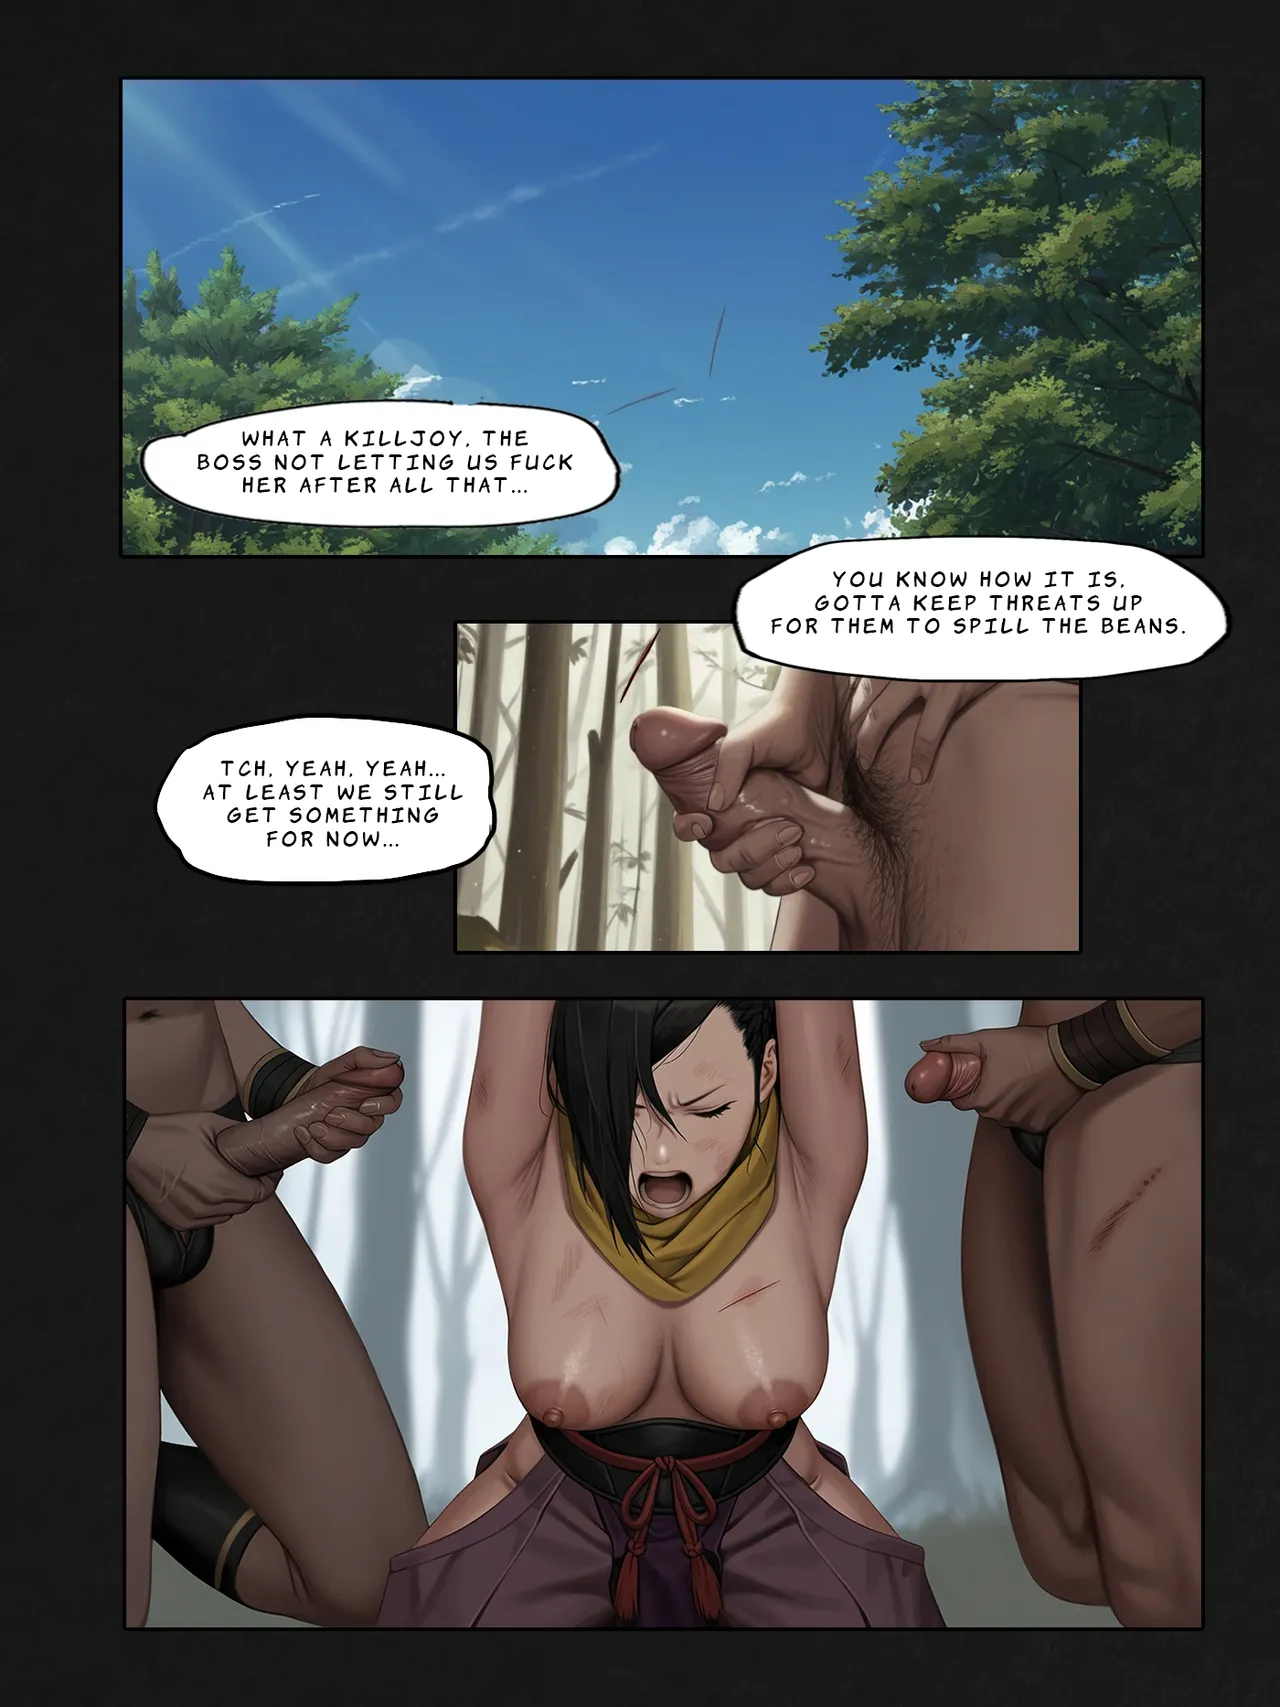 WHAT A KILLJOY, THE
BOSS NOT LETTING US FUCK
HER AFTER ALL THAT...
YOU KNOW HOW IT IS,
GOTTA KEEP THREATS UP
FOR THEM TO SPILL THE BEANS.
TCH, YEAH, YEAH...
AT LEAST WE STILL
GET SOMETHING
FOR NOW...